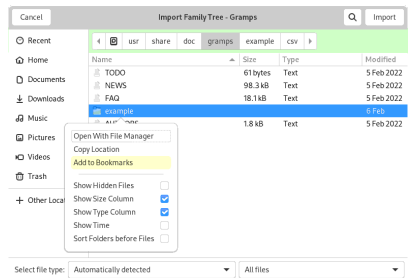 Cancel Import Family Tree - Gramps Import
Recent usr share doc gramps example csv
Name Size Type Modified
Home TODO 61 bytes Text 5 Feb 2022
Documents NEWS 98.3 kB Text 5 Feb 2022
Downloads FAQ 18.1 kB Text 5 Feb 2022
Music example 6 Feb
1.8 kB Text 5 Feb 2022
Pictures Open With File Manager
Copy Location
Videos Add to Bookmarks
Trash Show Hidden Files
+ Other Locat Show Size Column
Show Type Column
Show Time
Sort Folders before Files
Select file type: Automatically detected All files